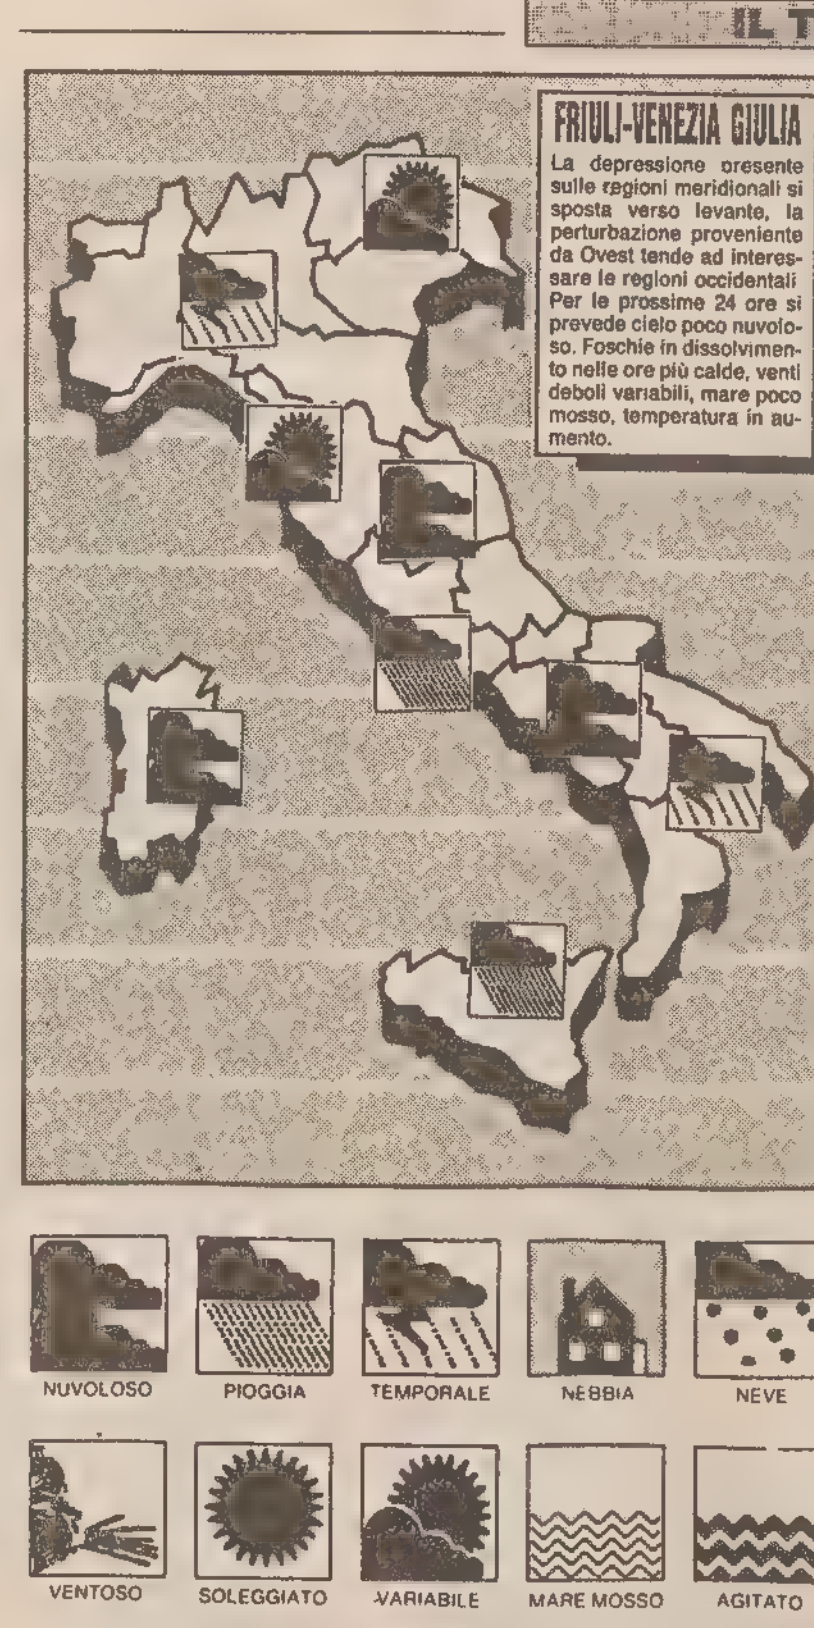 IL T
FRIULI-VENEZIA GIULIA
La depressione presente
sulle regioni meridionali si
sposta verso levante, la
perturbazione proveniente
da Ovest tende ad interes-
sare le regioni occidentali
Per le prossime 24 ore si
prevede cielo poco nuvolo-
so. Foschie in dissolvimen-
to nelle ore più calde, venti
deboli variabili, mare poco
mosso, temperatura in au-
mento.
NUVOLOSO PIOGGIA TEMPORALE NEBBIA NEVE
VENTOSO SOLEGGIATO VARIABILE MARE MOSSO AGITATO